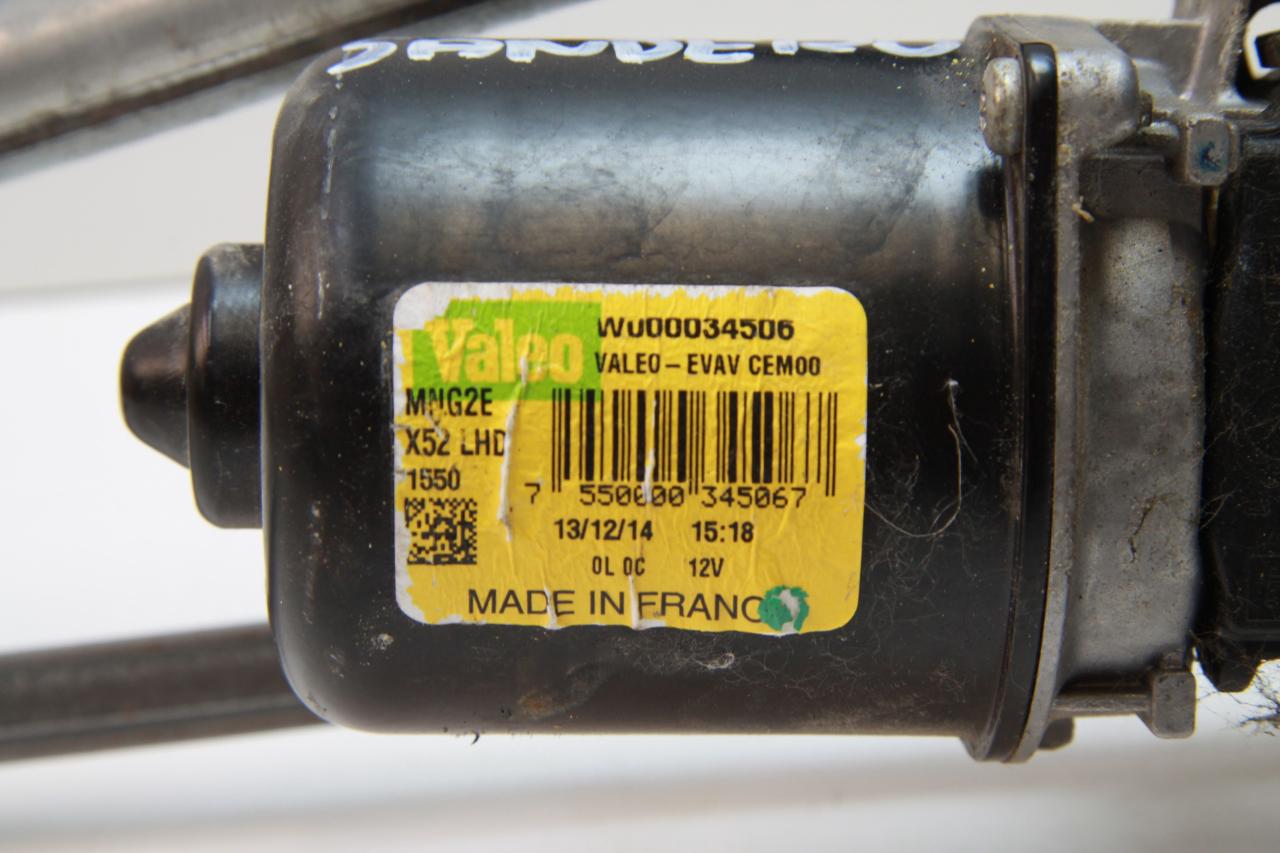 SANDERO
Valeo
W000034506
VALEO - EVAV CEM00
MNG2E
X52 LHD
1550
7 550000 345067
13/12/14 15:18
0L 0C 12V
MADE IN FRANC